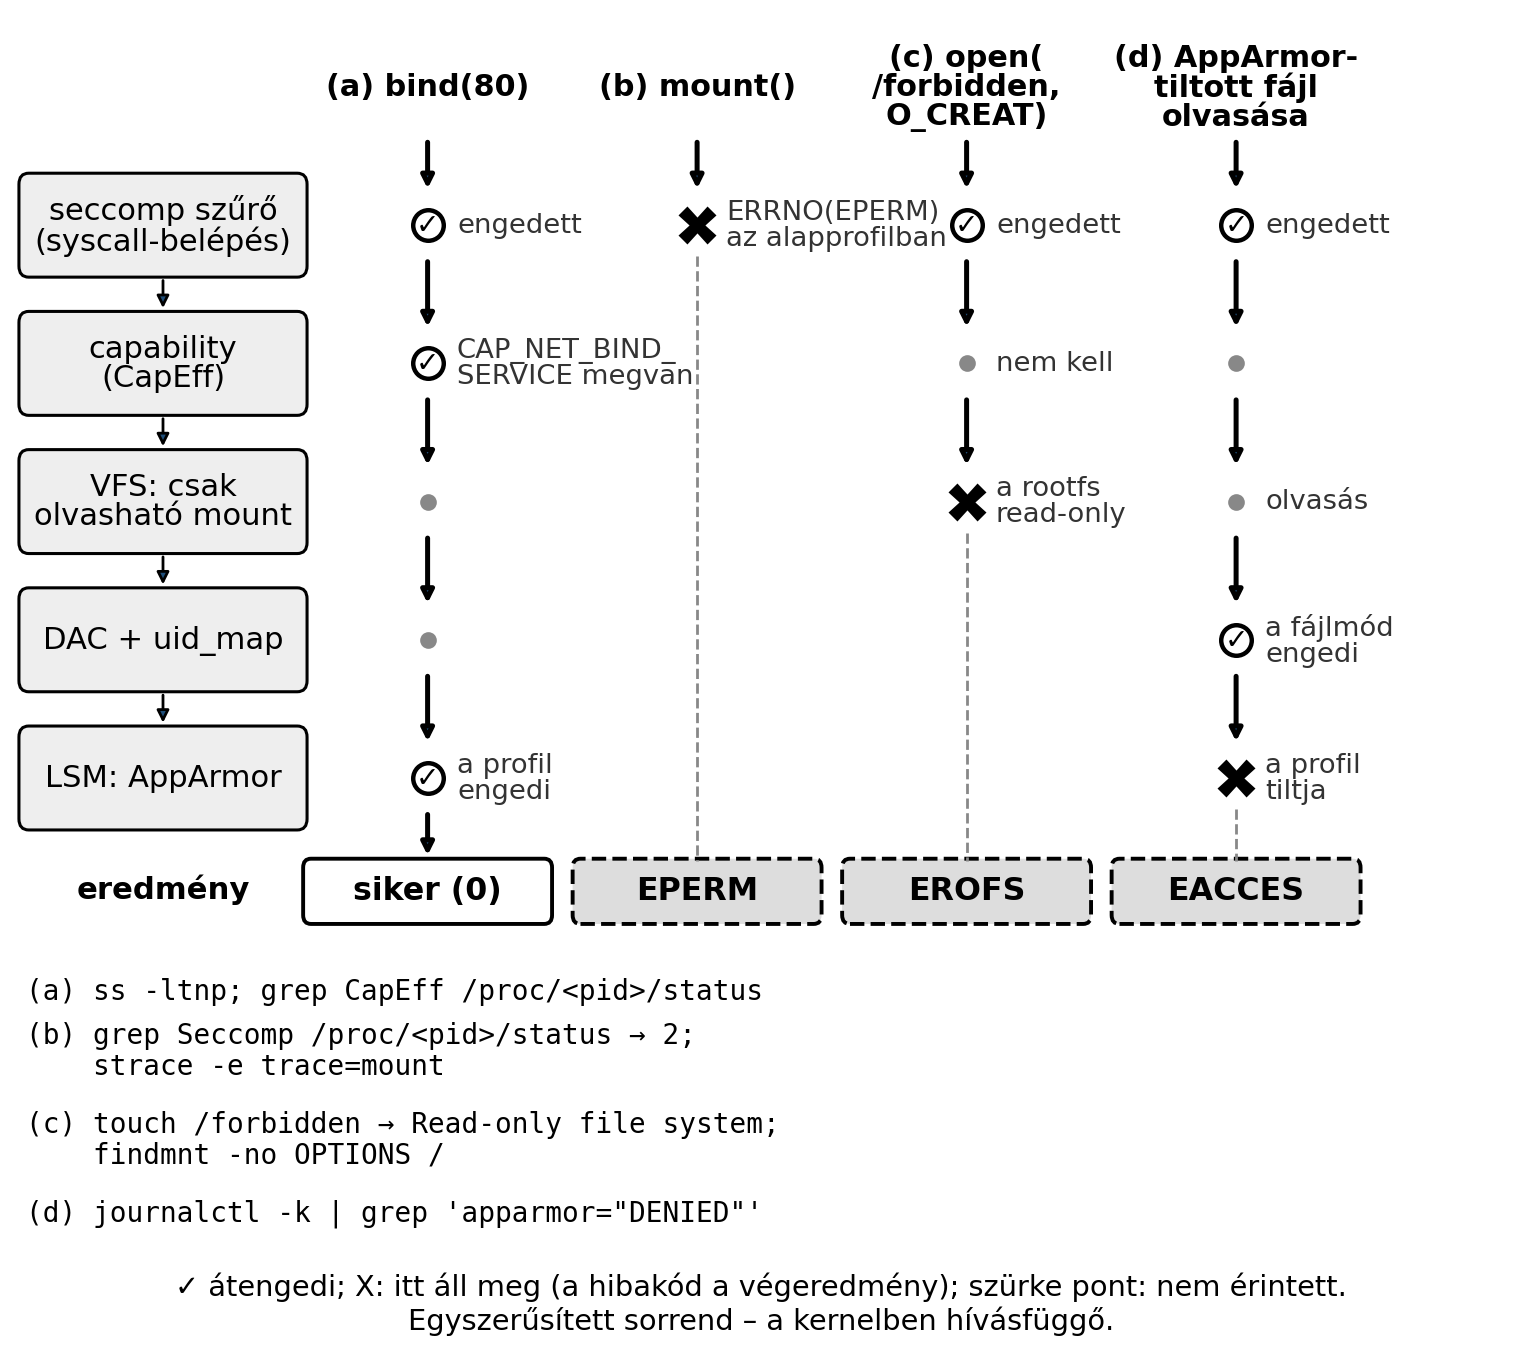 (a) bind(80)
(b) mount()
(c) open(
/forbidden,
O_CREAT)
(d) AppArmor-
tiltott fájl
olvasása
seccomp szűrő
(syscall-belépés)
✓ engedett
ERRNO(EPERM)
az alapprofilban
✓ engedett
✓ engedett
capability
(CapEff)
✓ CAP_NET_BIND_
SERVICE megvan
nem kell
VFS: csak
olvasható mount
a rootfs
read-only
olvasás
DAC + uid_map
✓ a fájlmód
engedi
LSM: AppArmor
✓ a profil
engedi
a profil
tiltja
eredmény
siker (0)
EPERM
EROFS
EACCES
(a) ss -ltnp; grep CapEff /proc/<pid>/status
(b) grep Seccomp /proc/<pid>/status → 2;
strace -e trace=mount
(c) touch /forbidden → Read-only file system;
findmnt -no OPTIONS /
(d) journalctl -k | grep 'apparmor="DENIED"'
✓ átengedi; X: itt áll meg (a hibakód a végeredmény); szürke pont: nem érintett.
Egyszerűsített sorrend – a kernelben hívásfüggő.